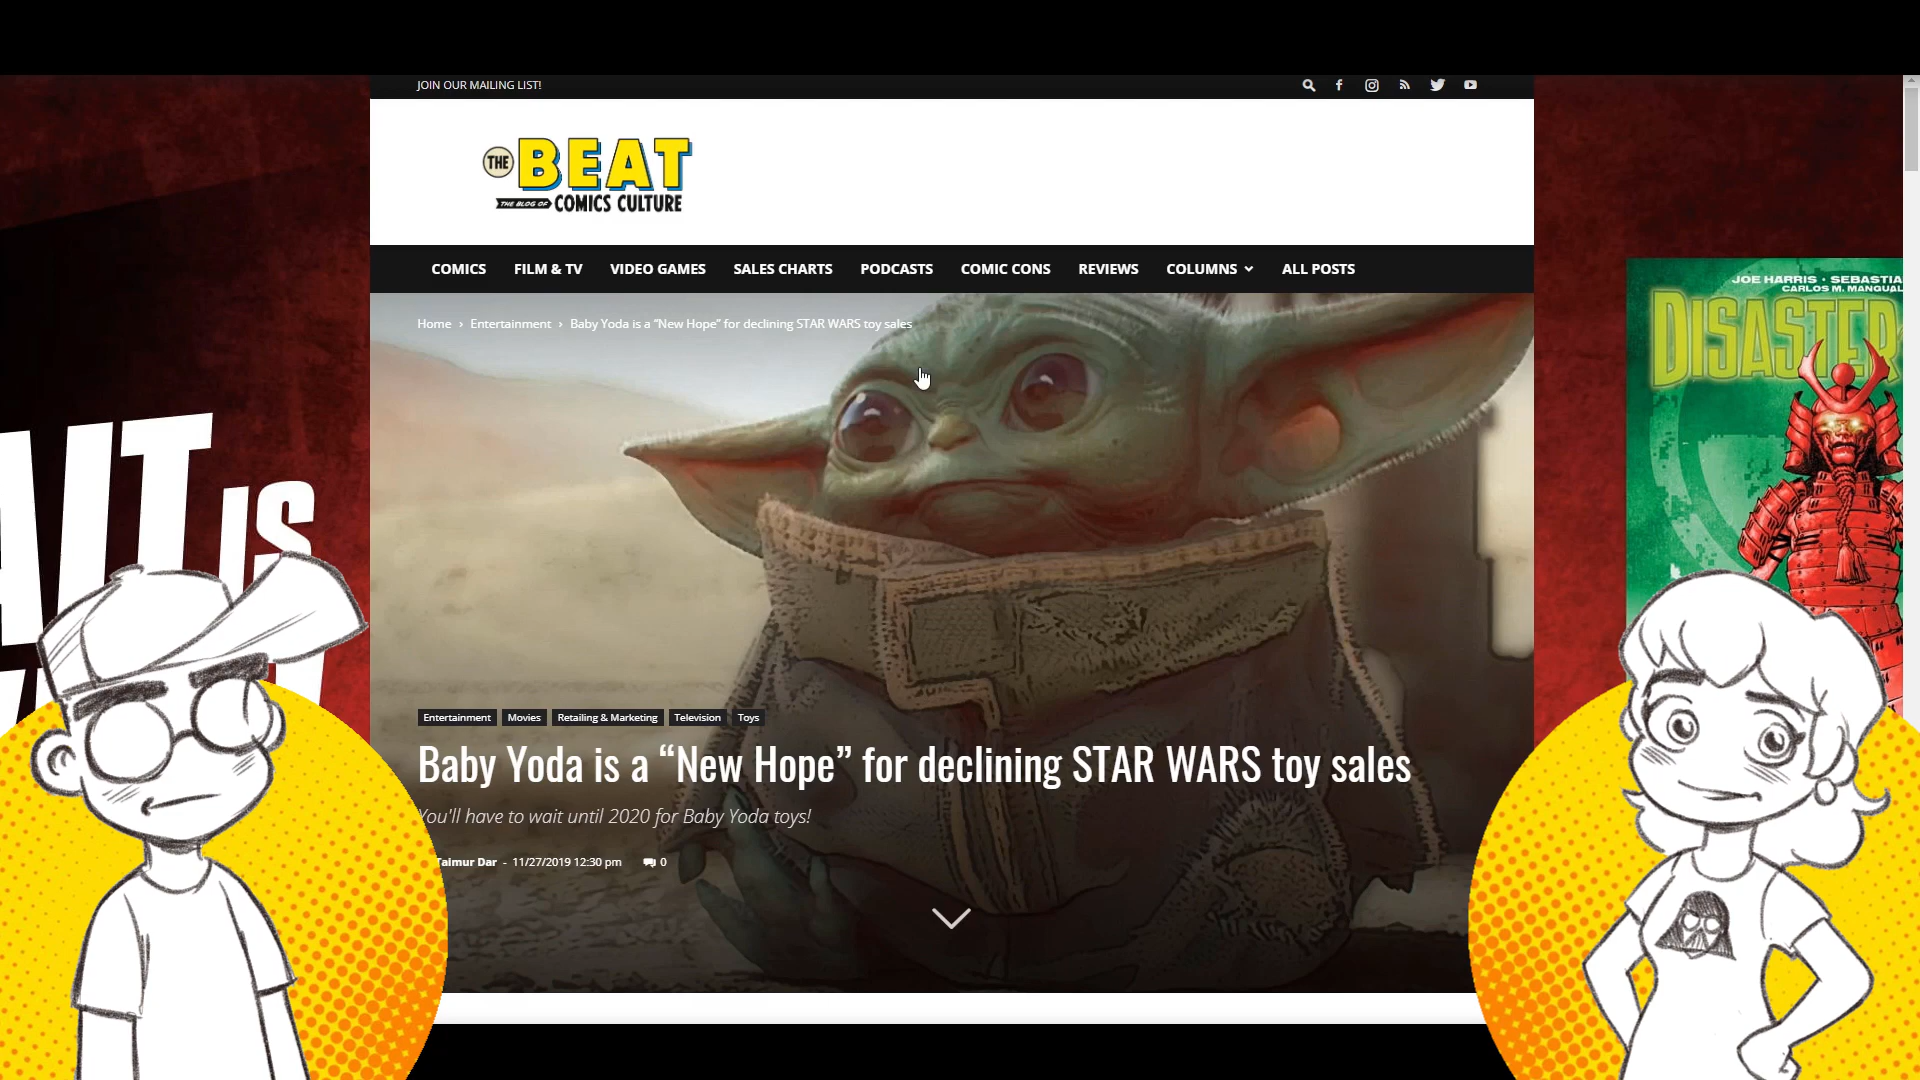 JOIN OUR MAILING LIST!
THE BEAT
THE BLOG OF COMICS CULTURE
COMICS FILM & TV VIDEO GAMES SALES CHARTS PODCASTS COMIC CONS REVIEWS COLUMNS ALL POSTS
Home › Entertainment › Baby Yoda is a “New Hope” for declining STAR WARS toy sales
JOE HARRIS · SEBASTIA
CARLOS M. MANGUAL
DISASTER
AIT IS
Entertainment Movies Retailing & Marketing Television Toys
Baby Yoda is a “New Hope” for declining STAR WARS toy sales
You'll have to wait until 2020 for Baby Yoda toys!
Taimur Dar - 11/27/2019 12:30 pm 0